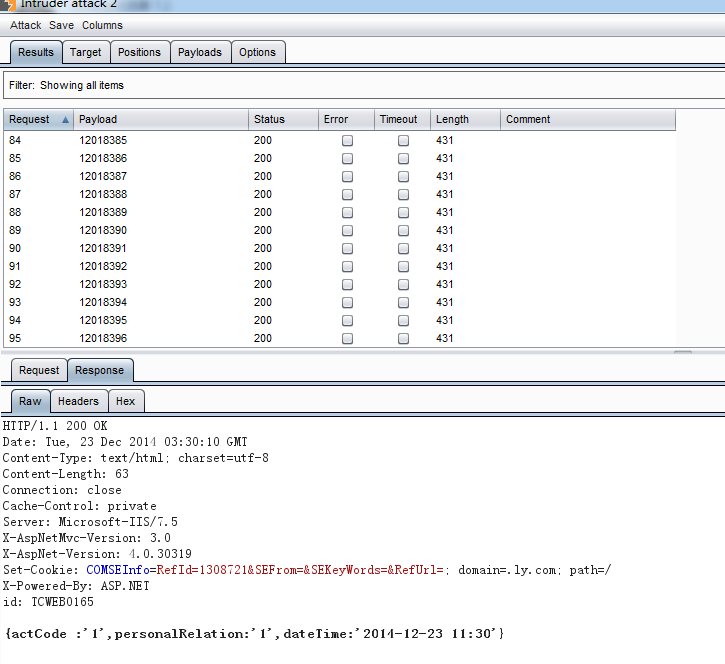 Intruder attack 2
Attack Save Columns
Results Target Positions Payloads Options
Filter: Showing all items
Request Payload Status Error Timeout Length Comment
84 12018385 200 431
85 12018386 200 431
86 12018387 200 431
87 12018388 200 431
88 12018389 200 431
89 12018390 200 431
90 12018391 200 431
91 12018392 200 431
92 12018393 200 431
93 12018394 200 431
94 12018395 200 431
95 12018396 200 431
Request Response
Raw Headers Hex
HTTP/1.1 200 OK
Date: Tue, 23 Dec 2014 03:30:10 GMT
Content-Type: text/html; charset=utf-8
Content-Length: 63
Connection: close
Cache-Control: private
Server: Microsoft-IIS/7.5
X-AspNetMvc-Version: 3.0
X-AspNet-Version: 4.0.30319
Set-Cookie: COMSEInfo=RefId=1308721&SEFrom=&SEKeyWords=&RefUrl=; domain=.ly.com; path=/
X-Powered-By: ASP.NET
id: TCWEB0165
{actCode :'1',personalRelation:'1',dateTime:'2014-12-23 11:30'}